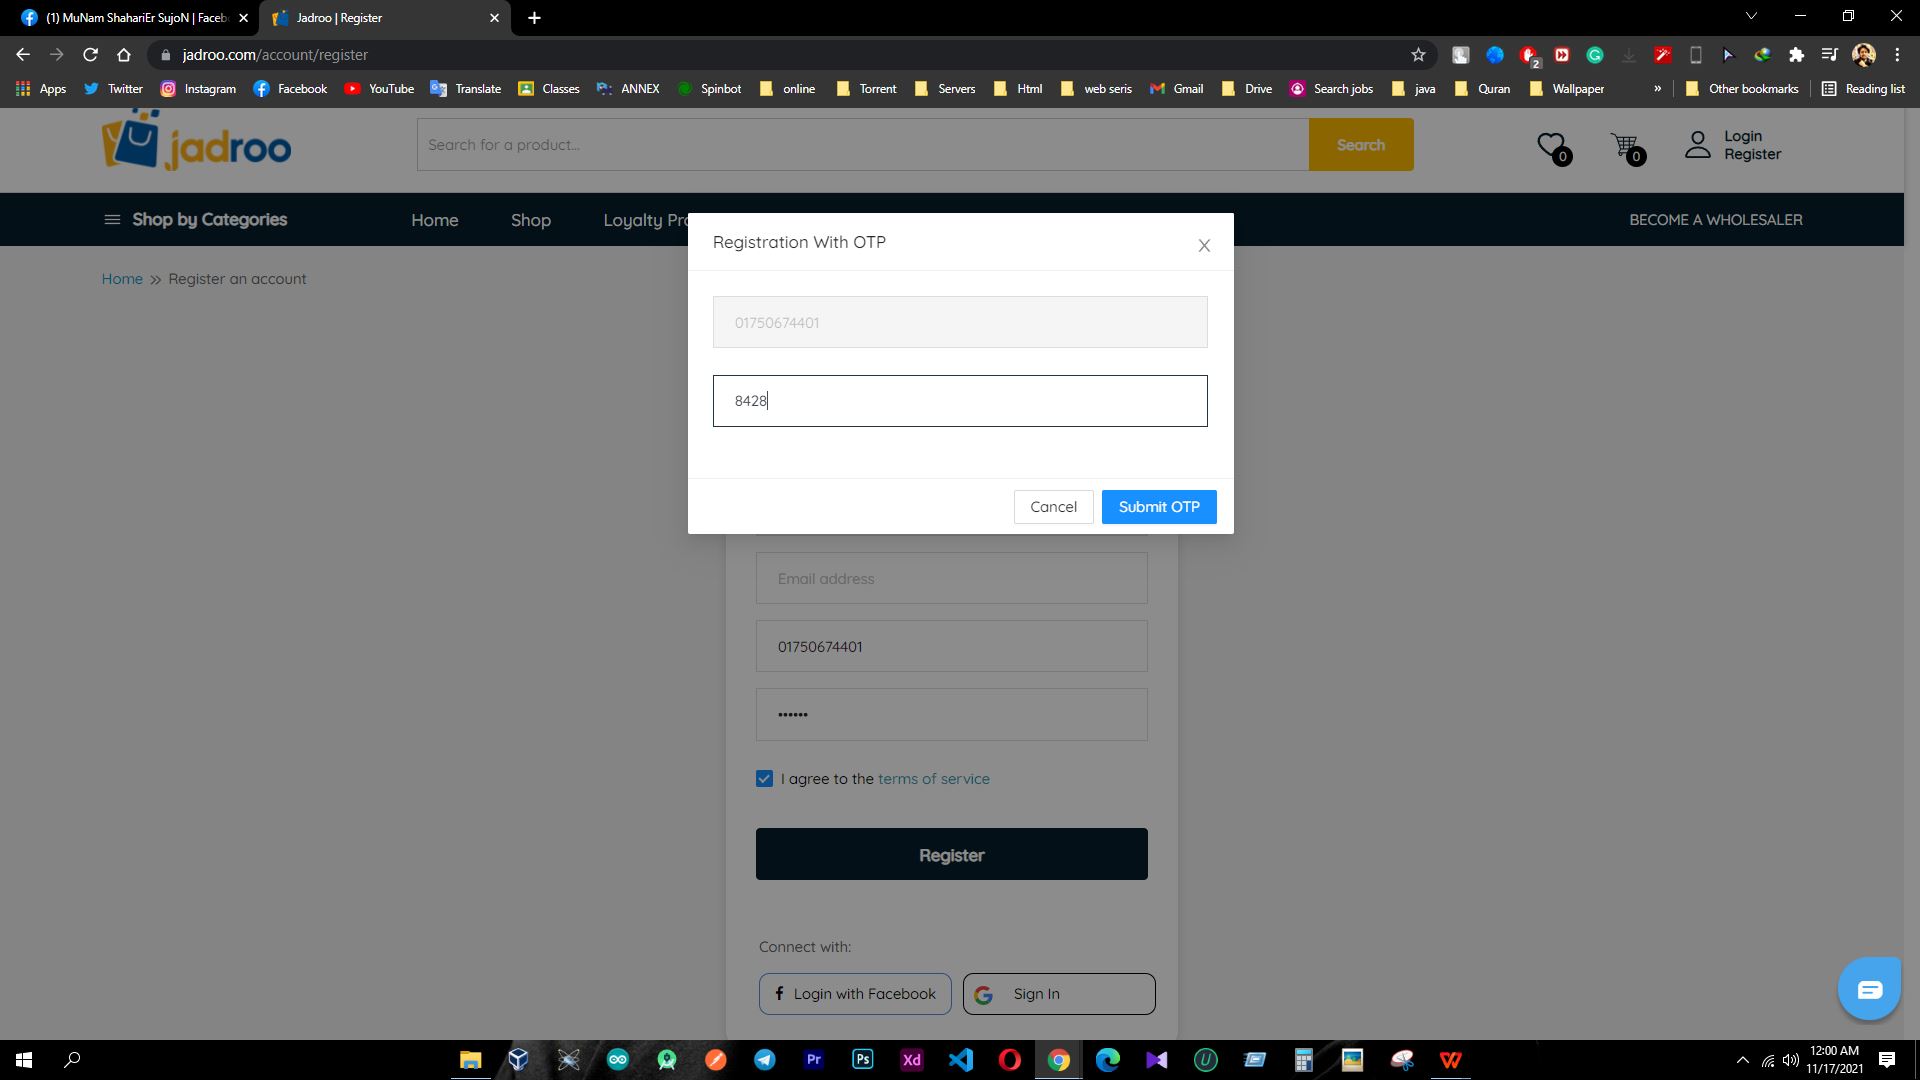 (1) MuNam ShahariEr SujoN | Faceb
Jadroo | Register
jadroo.com/account/register
2
Apps
Twitter
Instagram
Facebook
YouTube
Translate
Classes
ANNEX
Spinbot
online
Torrent
Servers
Html
web seris
Gmail
Drive
Search jobs
java
Quran
Wallpaper
»
Other bookmarks
Reading list
jadroo
Search for a product...
Search
0
0
Login
Register
Shop by Categories
Home
Shop
Loyalty Pro
BECOME A WHOLESALER
Home » Register an account
Registration With OTP
01750674401
8428
Cancel
Submit OTP
Email address
01750674401
••••••
I agree to the terms of service
Register
Connect with:
Login with Facebook
Sign In
Pr
Ps
Xd
12:00 AM
11/17/2021